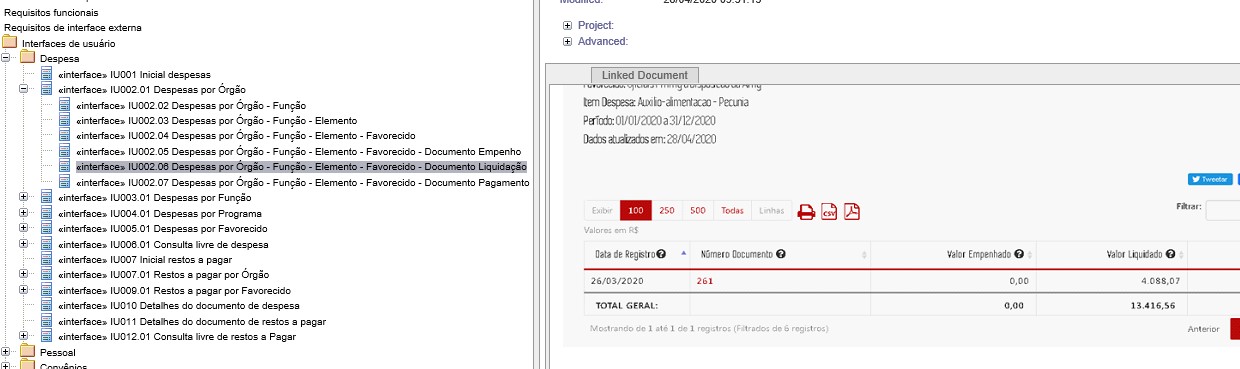 Requisitos funcionais
Requisitos de interface externa
Interfaces de usuário
Despesa
«interface» IU001 Inicial despesas
«interface» IU002.01 Despesas por Órgão
«interface» IU002.02 Despesas por Órgão - Função
«interface» IU002.03 Despesas por Órgão - Função - Elemento
«interface» IU002.04 Despesas por Órgão - Função - Elemento - Favorecido
«interface» IU002.05 Despesas por Órgão - Função - Elemento - Favorecido - Documento Empenho
«interface» IU002.06 Despesas por Órgão - Função - Elemento - Favorecido - Documento Liquidação
«interface» IU002.07 Despesas por Órgão - Função - Elemento - Favorecido - Documento Pagamento
«interface» IU003.01 Despesas por Função
«interface» IU004.01 Despesas por Programa
«interface» IU005.01 Despesas por Favorecido
«interface» IU006.01 Consulta livre de despesa
«interface» IU007 Inicial restos a pagar
«interface» IU007.01 Restos a pagar por Órgão
«interface» IU009.01 Restos a pagar por Favorecido
«interface» IU010 Detalhes do documento de despesa
«interface» IU011 Detalhes do documento de restos a pagar
«interface» IU012.01 Consulta livre de restos a Pagar
Pessoal
Convênios
Project:
Advanced:
Linked Document
Item Despesa: Auxilio-alimentacao - Pecunia
Período: 01/01/2020 a 31/12/2020
Dados atualizados em: 28/04/2020
Tweetar
Exibir 100 250 500 Todas Linhas CSV
Filtrar:
Valores em R$
Data de Registro Número Documento Valor Empenhado Valor Liquidado
26/03/2020 261 0,00 4.088,07
TOTAL GERAL: 0,00 13.416,56
Mostrando de 1 até 1 de 1 registros (Filtrados de 6 registros)
Anterior